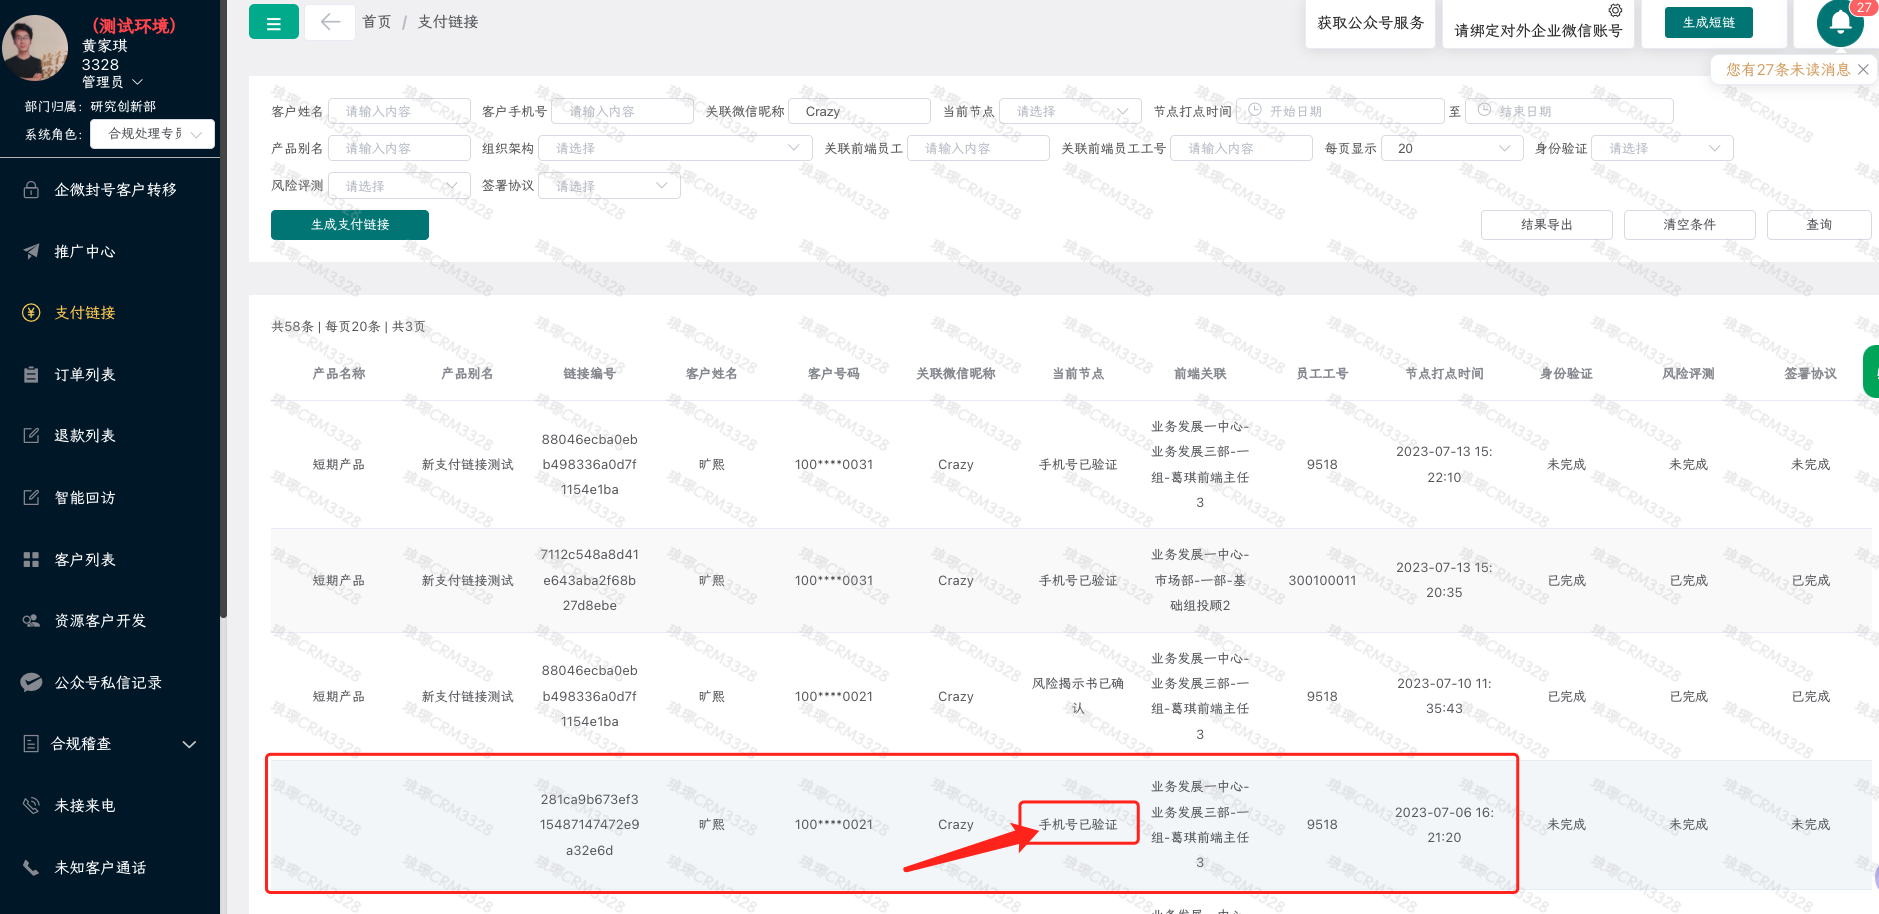 （测试环境）
黄家琪
3328
管理员
部门归属： 研究创新部
系统角色： 合规处理专员
企微封号客户转移
推广中心
支付链接
订单列表
退款列表
智能回访
客户列表
资源客户开发
公众号私信记录
合规稽查
未接来电
未知客户通话
首页 / 支付链接
获取公众号服务
请绑定对外企业微信账号
生成短链
27
您有27条未读消息
客户姓名 请输入内容 客户手机号 请输入内容 关联微信昵称 Crazy 当前节点 请选择 节点打点时间 开始日期 至 结束日期
产品别名 请输入内容 组织架构 请选择 关联前端员工 请输入内容 关联前端员工工号 请输入内容 每页显示 20 身份验证 请选择
风险评测 请选择 签署协议 请选择
生成支付链接 结果导出 清空条件 查询
共58条 | 每页20条 | 共3页
产品名称 产品别名 链接编号 客户姓名 客户号码 关联微信昵称 当前节点 前端关联 员工工号 节点打点时间 身份验证 风险评测 签署协议
短期产品 新支付链接测试 88046ecba0eb
b498336a0d7f
1154e1ba 旷熙 100****0031 Crazy 手机号已验证 业务发展一中心-
业务发展三部-一
组-葛琪前端主任
3 9518 2023-07-13 15:
22:10 未完成 未完成 未完成
短期产品 新支付链接测试 7112c548a8d41
e643aba2f68b
27d8ebe 旷熙 100****0031 Crazy 手机号已验证 业务发展一中心-
市场部-一部-基
础组投顾2 300100011 2023-07-13 15:
20:35 已完成 已完成 已完成
短期产品 新支付链接测试 88046ecba0eb
b498336a0d7f
1154e1ba 旷熙 100****0021 Crazy 风险揭示书已确
认 业务发展一中心-
业务发展三部-一
组-葛琪前端主任
3 9518 2023-07-10 11:
35:43 已完成 已完成 已完成
281ca9b673ef3
15487147472e9
a32e6d 旷熙 100****0021 Crazy 手机号已验证 业务发展一中心-
业务发展三部-一
组-葛琪前端主任
3 9518 2023-07-06 16:
21:20 未完成 未完成 未完成